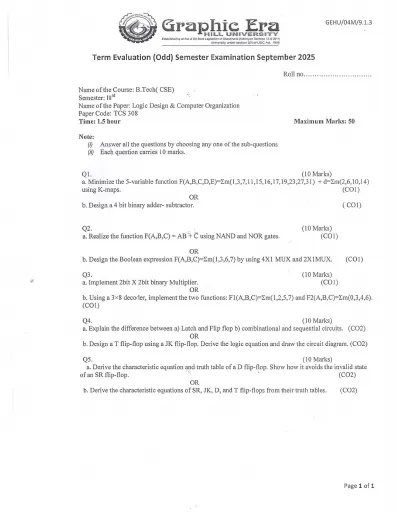 GEHU/04M/9.1.3
Graphic Era
HILL UNIVERSITY
Term Evaluation (Odd) Semester Examination September 2025
Roll no..............................
Name of the Course: B.Tech( CSE)
Semester: IIIst
Name of the Paper: Logic Design & Computer Organization
Paper Code: TCS 308
Time: 1.5 hour Maximum Marks: 50
Note:
(i) Answer all the questions by choosing any one of the sub-questions
(ii) Each question carries 10 marks.
Q1. (10 Marks)
a. Minimize the 5-variable function F(A,B,C,D,E)=Σm(1,3,7,11,15,16,17,19,23,27,31) + d=Σm(2,6,10,14)
using K-maps. (CO1)
OR
b. Design a 4 bit binary adder- subtractor. ( CO1)
Q2. (10 Marks)
a. Realize the function F(A,B,C) = AB + C̅ using NAND and NOR gates. (CO1)
OR
b. Design the Boolean expression F(A,B,C)=Σm(1,3,6,7) by using 4X1 MUX and 2X1MUX. (CO1)
Q3. (10 Marks)
a. Implement 2bit X 2bit binary Multiplier. (CO1)
OR
b. Using a 3×8 decoder, implement the two functions: F1(A,B,C)=Σm(1,2,5,7) and F2(A,B,C)=Σm(0,3,4,6).
(CO1)
Q4. (10 Marks)
a. Explain the difference between a) Latch and Flip flop b) combinational and sequential circuits. (CO2)
OR
b. Design a T flip-flop using a JK flip-flop. Derive the logic equation and draw the circuit diagram. (CO2)
Q5. (10 Marks)
a. Derive the characteristic equation and truth table of a D flip-flop. Show how it avoids the invalid state
of an SR flip-flop. (CO2)
OR
b. Derive the characteristic equations of SR, JK, D, and T flip-flops from their truth tables. (CO2)
Page 1 of 1